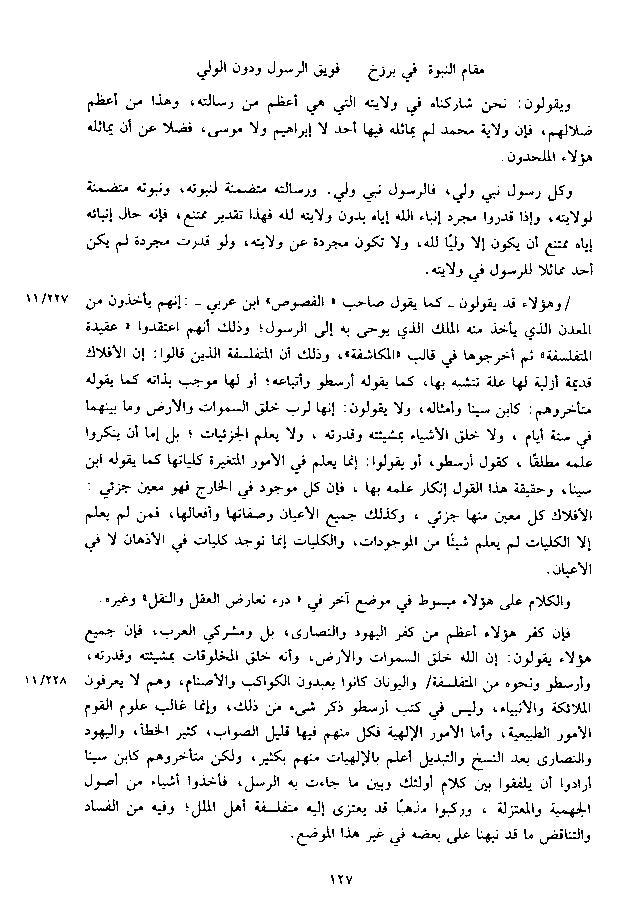 مقام النبوة في برزخ فويق الرسول ودون الولي
ويقولون: نحن شاركناه في ولايته التي هي أعظم من رسالته، وهذا من أعظم
ضلالهم، فإن ولاية محمد لم يماثله فيها أحد لا إبراهيم ولا موسى، فضلا عن أن يماثله
هؤلاء الملحدون.
وكل رسول نبي ولي، فالرسول نبي ولي. ورسالته متضمنة لنبوته، ونبوته متضمنة
لولايته، وإذا قدروا مجرد إنباء الله إياه بدون ولايته لله فهذا تقدير ممتنع، فإنه حال إنبائه
إياه ممتنع أن يكون إلا وليًا لله، ولا تكون مجردة عن ولايته، ولو قدرت مجردة لم يكن
أحد مماثلا للرسول في ولايته.
١١/٢٢٧ / وهؤلاء قد يقولون ـ كما يقول صاحب « الفصوص» ابن عربي ـ : إنهم يأخذون من
المعدن الذي يأخذ منه الملك الذي يوحى به إلى الرسول؛ وذلك أنهم اعتقدوا « عقيدة
المتفلسفة» ثم أخرجوها في قالب «المكاشفة»، وذلك أن المتفلسفة الذين قالوا: إن الأفلاك
قديمة أزلية لها علة تتشبه بها، كما يقوله أرسطو وأتباعه؛ أو لها موجب بذاته كما يقوله
متأخروهم: كابن سينا وأمثاله، ولا يقولون: إنها لرب خلق السموات والأرض وما بينهما
في ستة أيام ، ولا خلق الأشياء بمشيئته وقدرته ، ولا يعلم الجزئيات ؛ بل إما أن ينكروا
علمه مطلقًا ، كقول أرسطو، أو يقولوا: إنما يعلم في الأمور المتغيرة كلياتها كما يقوله ابن
سينا، وحقيقة هذا القول إنكار علمه بها ، فإن كل موجود في الخارج فهو معين جزئي :
الأفلاك كل معين منها جزئي ، وكذلك جميع الأعيان وصفاتها وأفعالها، فمن لم يعلم
إلا الكليات لم يعلم شيئًا من الموجودات، والكليات إنما توجد كليات في الأذهان لا في
الأعيان.
والكلام على هؤلاء مبسوط في موضع آخر في « درء تعارض العقل والنقل» وغيره.
فإن كفر هؤلاء أعظم من كفر اليهود والنصارى، بل ومشركي العرب، فإن جميع
هؤلاء يقولون: إن الله خلق السموات والأرض، وأنه خلق المخلوقات بمشيئته وقدرته،
١١/٢٢٨ وأرسطو ونحوه من المتفلسفة/ واليونان كانوا يعبدون الكواكب والأصنام، وهم لا يعرفون
الملائكة والأنبياء، وليس في كتب أرسطو ذكر شيء من ذلك، وإنما غالب علوم القوم
الأمور الطبيعية، وأما الأمور الإلهية فكل منهم فيها قليل الصواب، كثير الخطأ، واليهود
والنصارى بعد النسخ والتبديل أعلم بالإلهيات منهم بكثير، ولكن متأخروهم كابن سينا
أرادوا أن يلفقوا بين كلام أولئك وبين ما جاءت به الرسل، فأخذوا أشياء من أصول
الجهمية والمعتزلة ، وركبوا مذهبًا قد يعتزى إليه متفلسفة أهل الملل؛ وفيه من الفساد
والتناقض ما قد نبهنا على بعضه في غير هذا الموضع.
١٢٧